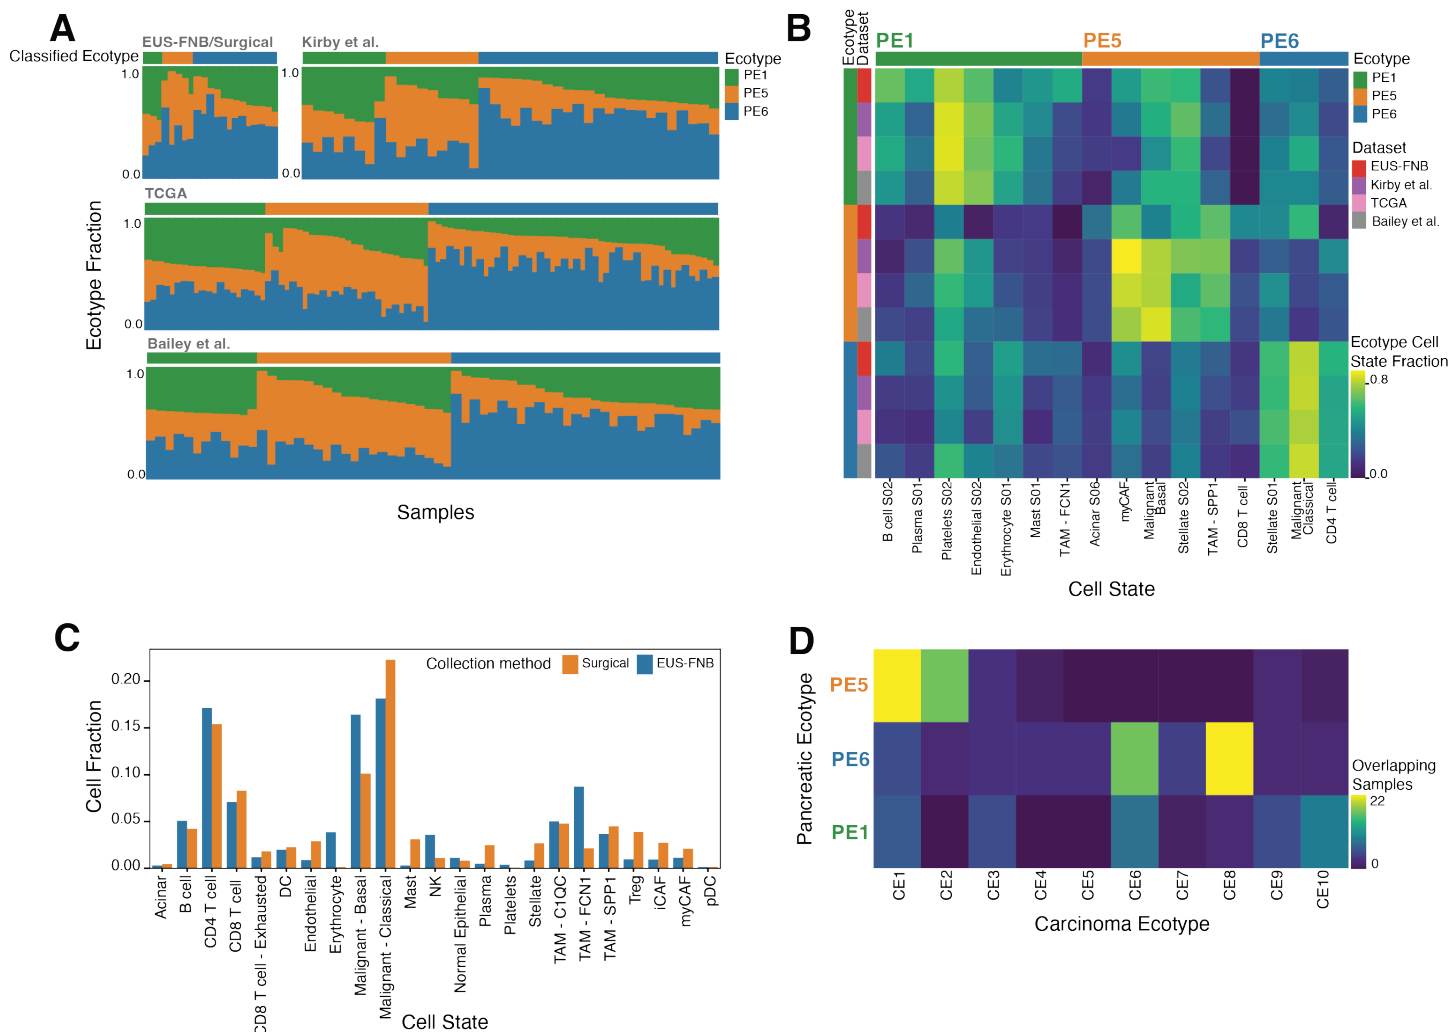 A
EUS-FNB/Surgical
Kirby et al.
Classified Ecotype
Ecotype
PE1
PE5
PE6
1.0
0.0
1.0
0.0
TCGA
1.0
0.0
Bailey et al.
1.0
0.0
Ecotype Fraction
Samples
B
Ecotype
Dataset
PE1
PE5
PE6
Ecotype
PE1
PE5
PE6
Dataset
EUS-FNB
Kirby et al.
TCGA
Bailey et al.
Ecotype Cell
State Fraction
0.8
0.0
B cell S02
Plasma S01
Platelets S02
Endothelial S02
Erythrocyte S01
Mast S01
TAM - FCN1
Acinar S06
myCAF
Malignant
Basal
Stellate S02
TAM - SPP1
CD8 T cell
Stellate S01
Malignant
Classical
CD4 T cell
Cell State
C
Collection method
Surgical
EUS-FNB
Cell Fraction
0.20
0.15
0.10
0.05
0.00
Acinar
B cell
CD4 T cell
CD8 T cell
CD8 T cell - Exhausted
DC
Endothelial
Erythrocyte
Malignant - Basal
Malignant - Classical
Mast
NK
Normal Epithelial
Plasma
Platelets
Stellate
TAM - C1QC
TAM - FCN1
TAM - SPP1
Treg
iCAF
myCAF
pDC
Cell State
D
Pancreatic Ecotype
PE5
PE6
PE1
Overlapping
Samples
22
0
CE1
CE2
CE3
CE4
CE5
CE6
CE7
CE8
CE9
CE10
Carcinoma Ecotype